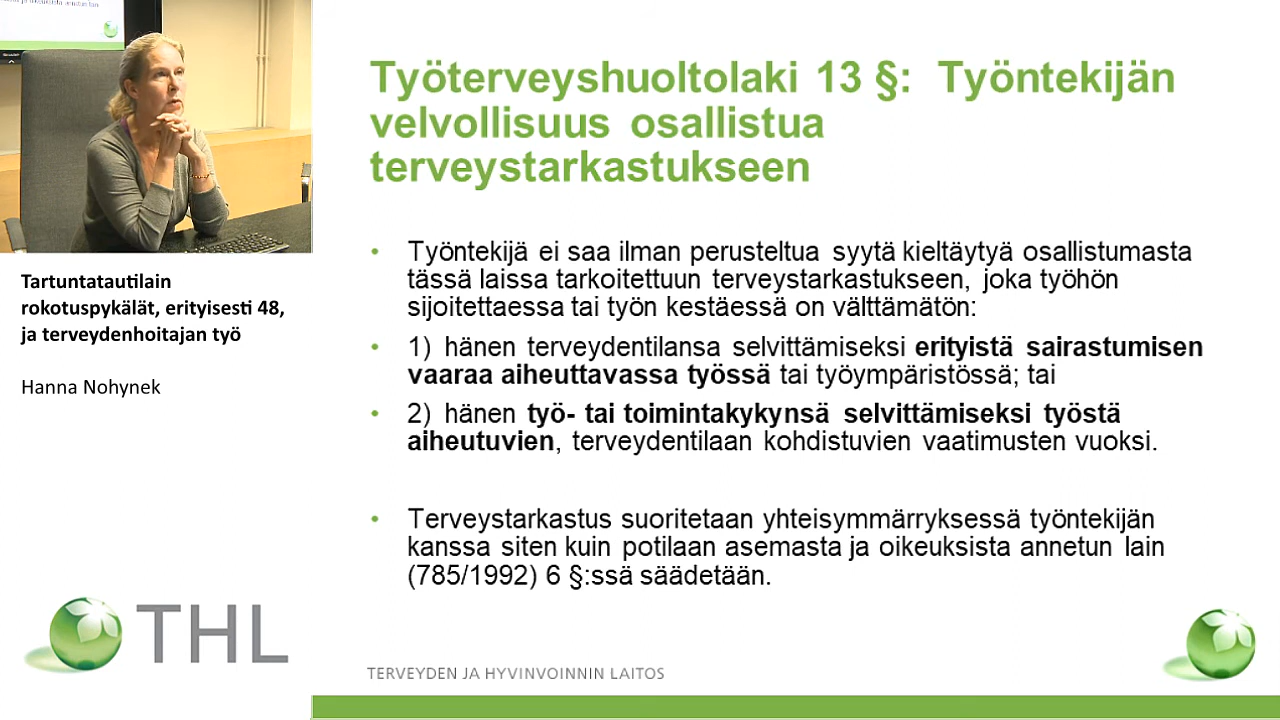 Työterveyshuoltolaki 13 §: Työntekijän
velvollisuus osallistua
terveystarkastukseen
Tartuntatautilain
rokotuspykälät, erityisesti 48,
ja terveydenhoitajan työ
Hanna Nohynek
• Työntekijä ei saa ilman perusteltua syytä kieltäytyä osallistumasta
tässä laissa tarkoitettuun terveystarkastukseen, joka työhön
sijoitettaessa tai työn kestäessä on välttämätön:
• 1) hänen terveydentilansa selvittämiseksi erityistä sairastumisen
vaaraa aiheuttavassa työssä tai työympäristössä; tai
• 2) hänen työ- tai toimintakykynsä selvittämiseksi työstä
aiheutuvien, terveydentilaan kohdistuvien vaatimusten vuoksi.
• Terveystarkastus suoritetaan yhteisymmärryksessä työntekijän
kanssa siten kuin potilaan asemasta ja oikeuksista annetun lain
(785/1992) 6 §:ssä säädetään.
THL
TERVEYDEN JA HYVINVOINNIN LAITOS